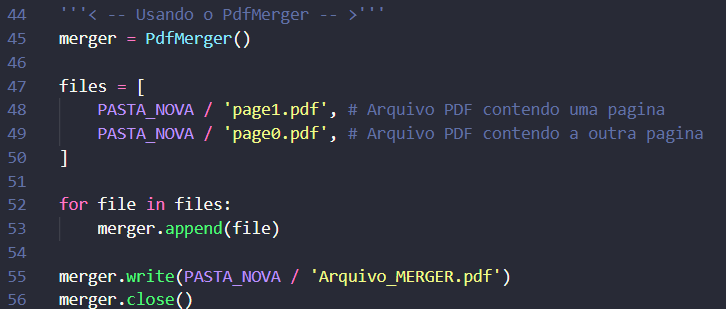 44 '''< -- Usando o PdfMerger -- >'''
45 merger = PdfMerger()
46
47 files = [
48     PASTA_NOVA / 'page1.pdf', # Arquivo PDF contendo uma pagina
49     PASTA_NOVA / 'page0.pdf', # Arquivo PDF contendo a outra pagina
50 ]
51
52 for file in files:
53     merger.append(file)
54
55 merger.write(PASTA_NOVA / 'Arquivo_MERGER.pdf')
56 merger.close()